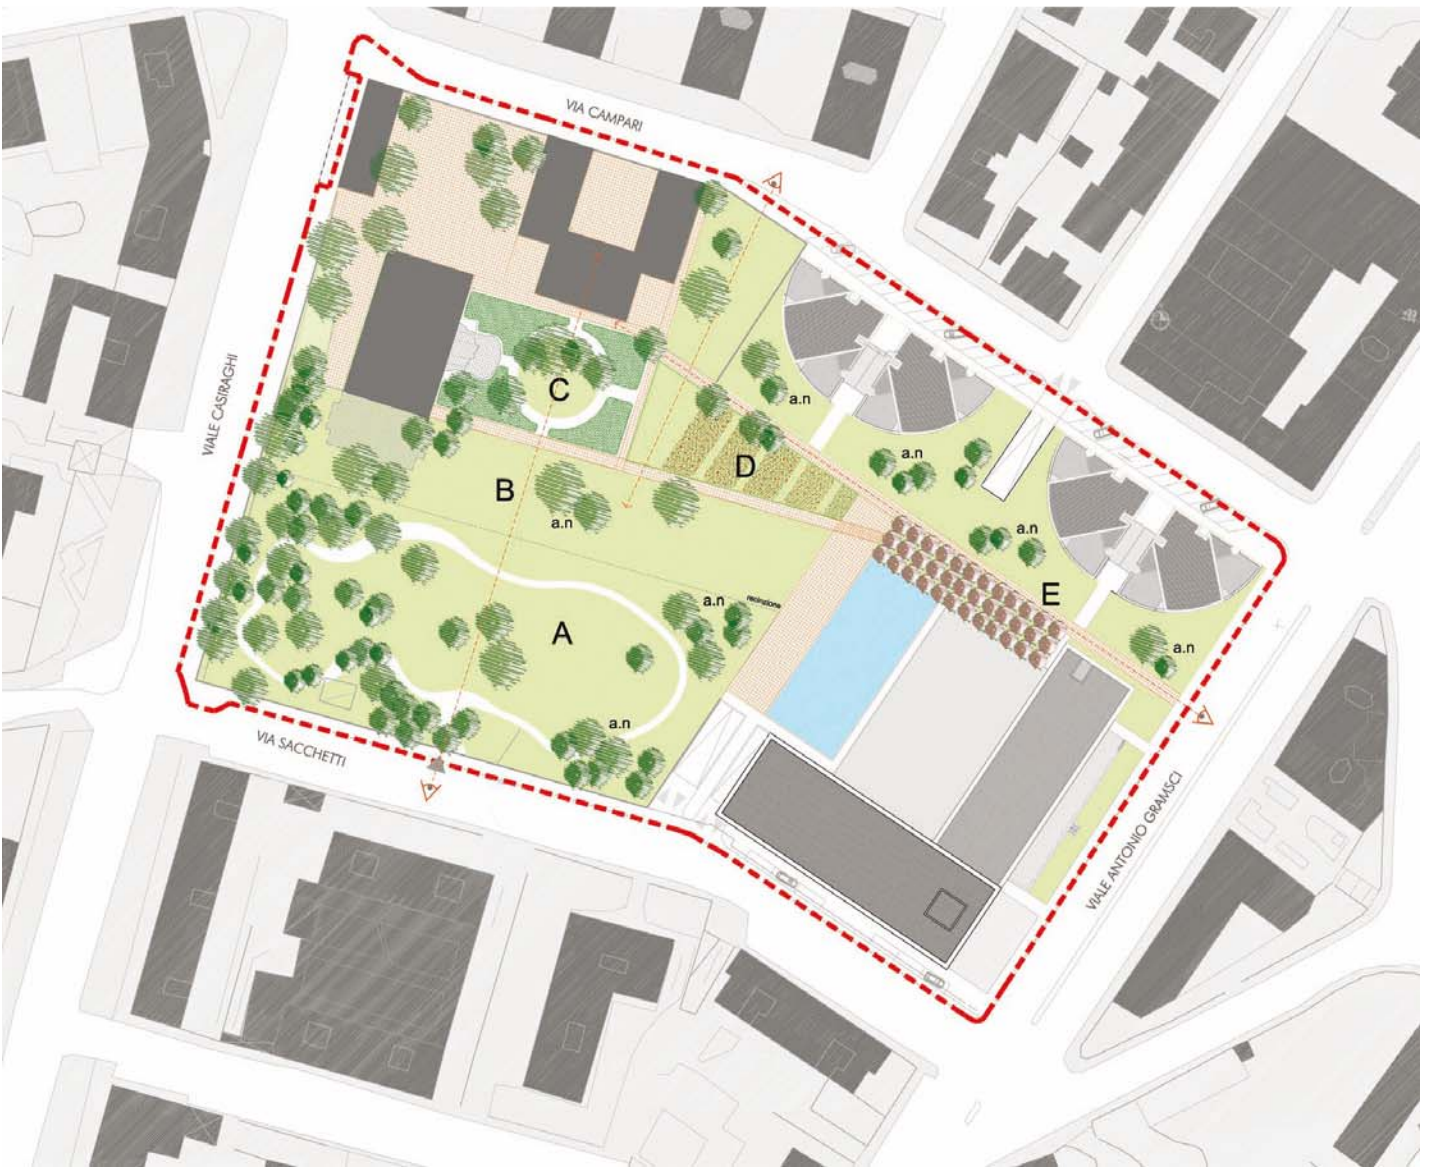 VIA CAMPARI
VIALE CASIRAGHI
C
a.n
D
a.n
B
a.n
a.n
E
a.n
recinzione
A
a.n
a.n
VIA SACCHETTI
VIALE ANTONIO GRAMSCI